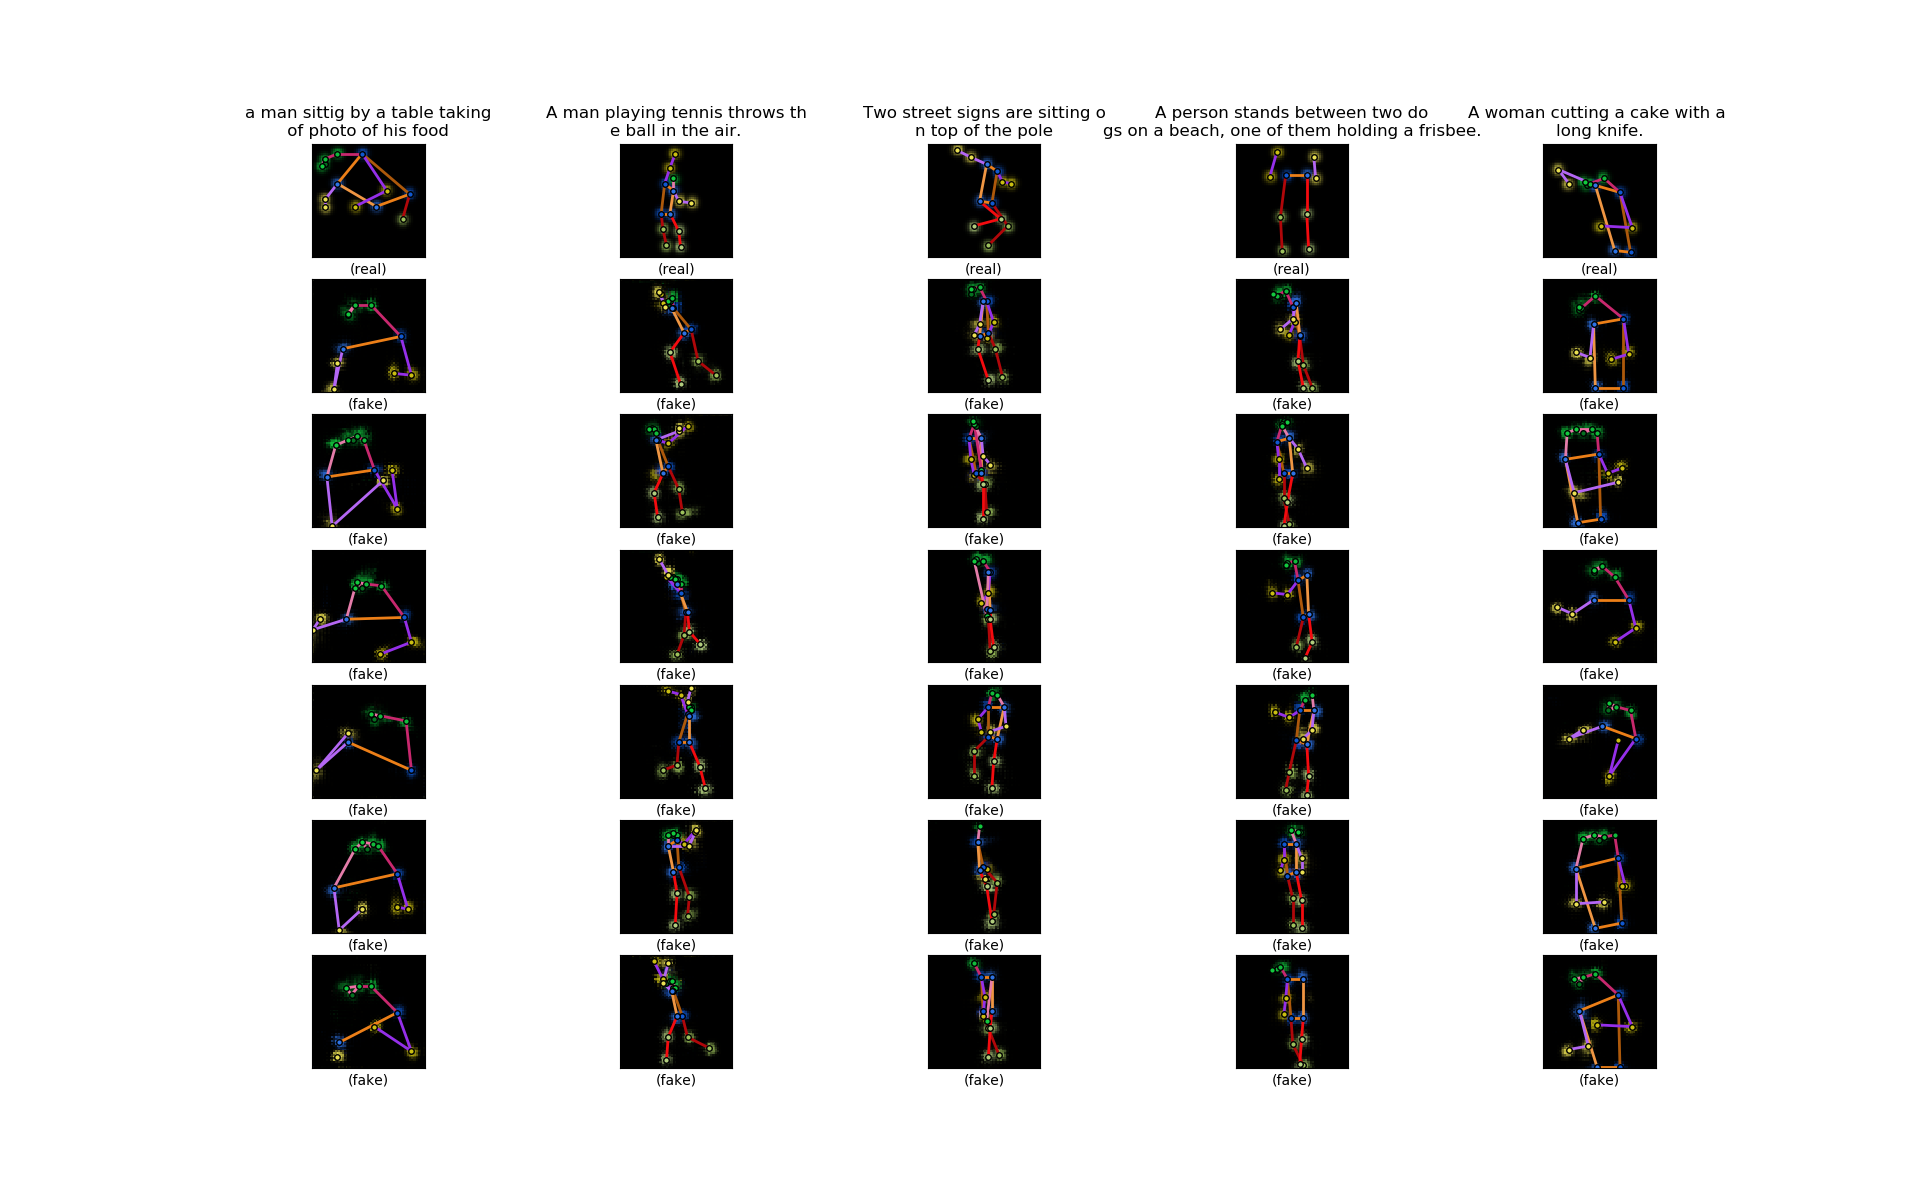 a man sittig by a table taking
of photo of his food
A man playing tennis throws th
e ball in the air.
Two street signs are sitting o
n top of the pole
A person stands between two do
gs on a beach, one of them holding a frisbee.
A woman cutting a cake with a
long knife.
(real) (real) (real) (real) (real)
(fake) (fake) (fake) (fake) (fake)
(fake) (fake) (fake) (fake) (fake)
(fake) (fake) (fake) (fake) (fake)
(fake) (fake) (fake) (fake) (fake)
(fake) (fake) (fake) (fake) (fake)
(fake) (fake) (fake) (fake) (fake)